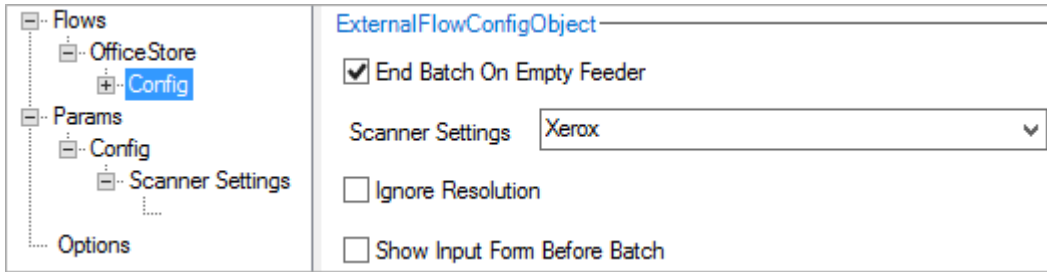 Flows
OfficeStore
Config
Params
Config
Scanner Settings
Options
ExternalFlowConfigObject
End Batch On Empty Feeder
Scanner Settings Xerox
Ignore Resolution
Show Input Form Before Batch